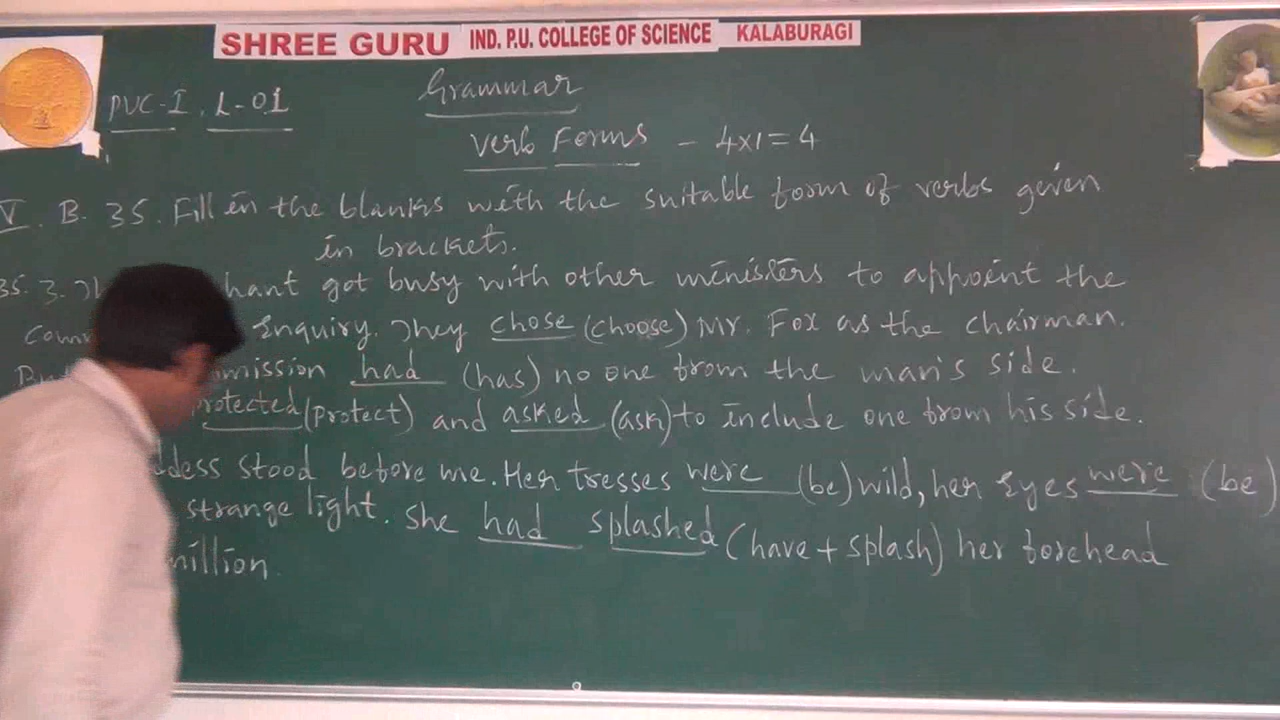 SHREE GURU IND. P.U. COLLEGE OF SCIENCE KALABURAGI
PUC-I, L-01 Grammar
Verb Forms - 4x1=4
V. B. 35. Fill in the blanks with the suitable form of verbs given
in brackets.
35. 3. hant got busy with other ministers to appoint the
Enquiry. They chose (choose) Mr. Fox as the chairman.
mission had (has) no one from the man's side.
rotected (protect) and asked (ask) to include one from his side.
ddess stood before me. Her tresses were (be) wild, her Eyes were (be)
strange light. She had splashed (have + splash) her forehead
million.